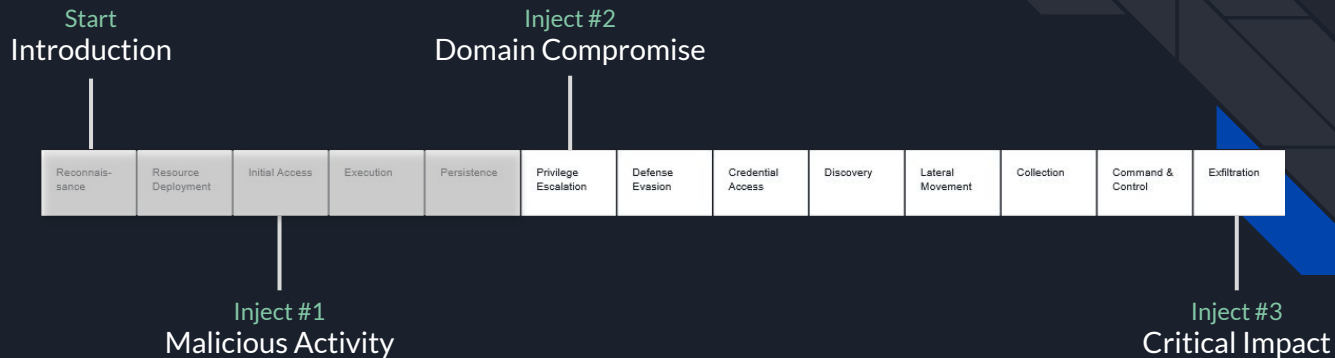 Start
Introduction
Inject #2
Domain Compromise
Reconnais-
sance
Resource
Deployment
Initial Access
Execution
Persistence
Privilege
Escalation
Defense
Evasion
Credential
Access
Discovery
Lateral
Movement
Collection
Command &
Control
Exfiltration
Inject #1
Malicious Activity
Inject #3
Critical Impact